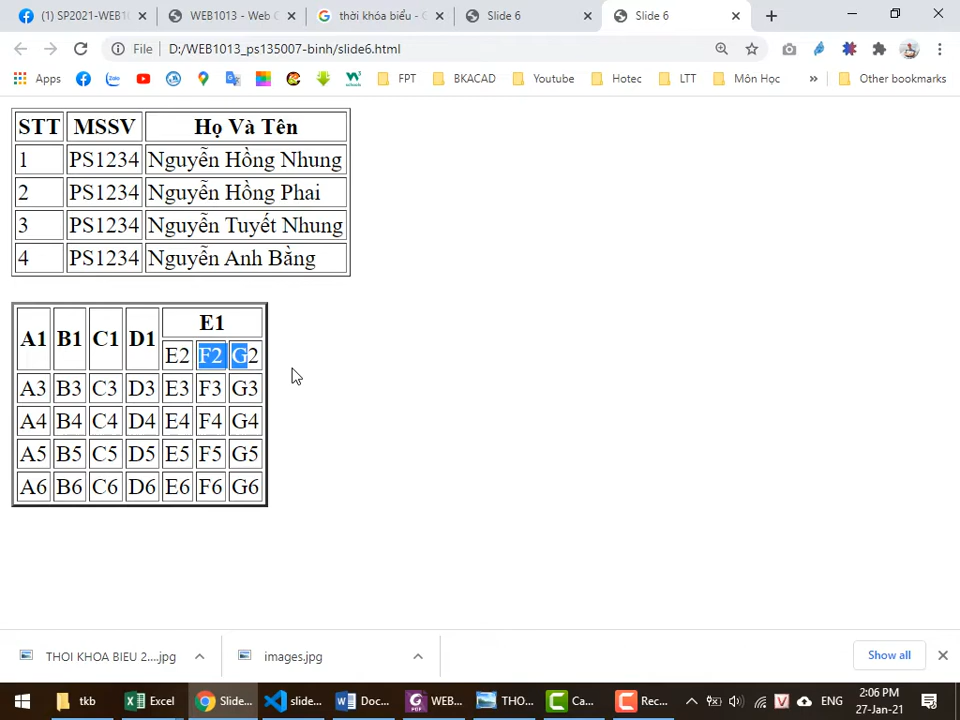 (1) SP2021-WEB10
WEB1013 - Web C
thời khóa biểu - G
Slide 6
Slide 6
File
D:/WEB1013_ps135007-binh/slide6.html
Apps
Zalo
FPT
BKACAD
Youtube
Hotec
LTT
Môn Học
»
Other bookmarks
STT MSSV Họ Và Tên
1 PS1234 Nguyễn Hồng Nhung
2 PS1234 Nguyễn Hồng Phai
3 PS1234 Nguyễn Tuyết Nhung
4 PS1234 Nguyễn Anh Bằng
A1 B1 C1 D1 E1
E2 F2 G2
A3 B3 C3 D3 E3 F3 G3
A4 B4 C4 D4 E4 F4 G4
A5 B5 C5 D5 E5 F5 G5
A6 B6 C6 D6 E6 F6 G6
THOI KHOA BIEU 2....jpg
images.jpg
Show all
tkb
Excel
Slide...
slide...
Doc...
WEB...
THO...
Ca...
Rec...
ENG
2:06 PM
27-Jan-21